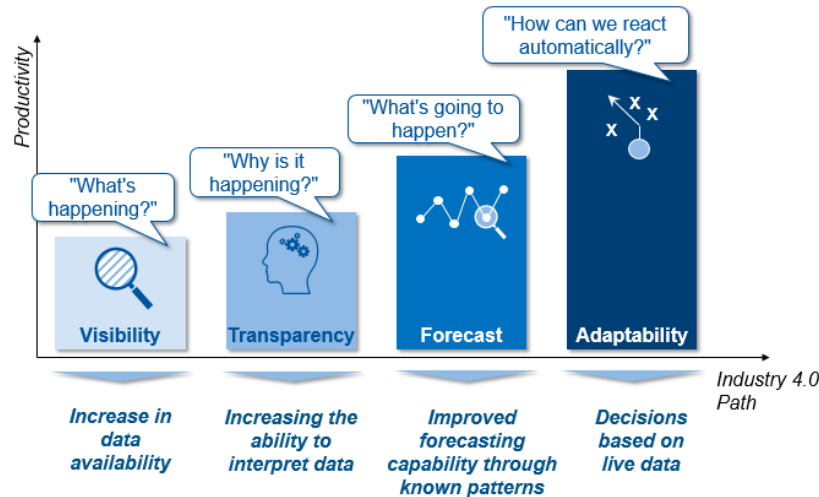 Productivity
"What's
happening?"
Visibility
"Why is it
happening?"
Transparency
"What's going to
happen?"
Forecast
"How can we react
automatically?"
X
X
X
Adaptability
Industry 4.0
Path
Increase in
data
availability
Increasing the
ability to
interpret data
Improved
forecasting
capability through
known patterns
Decisions
based on
live data